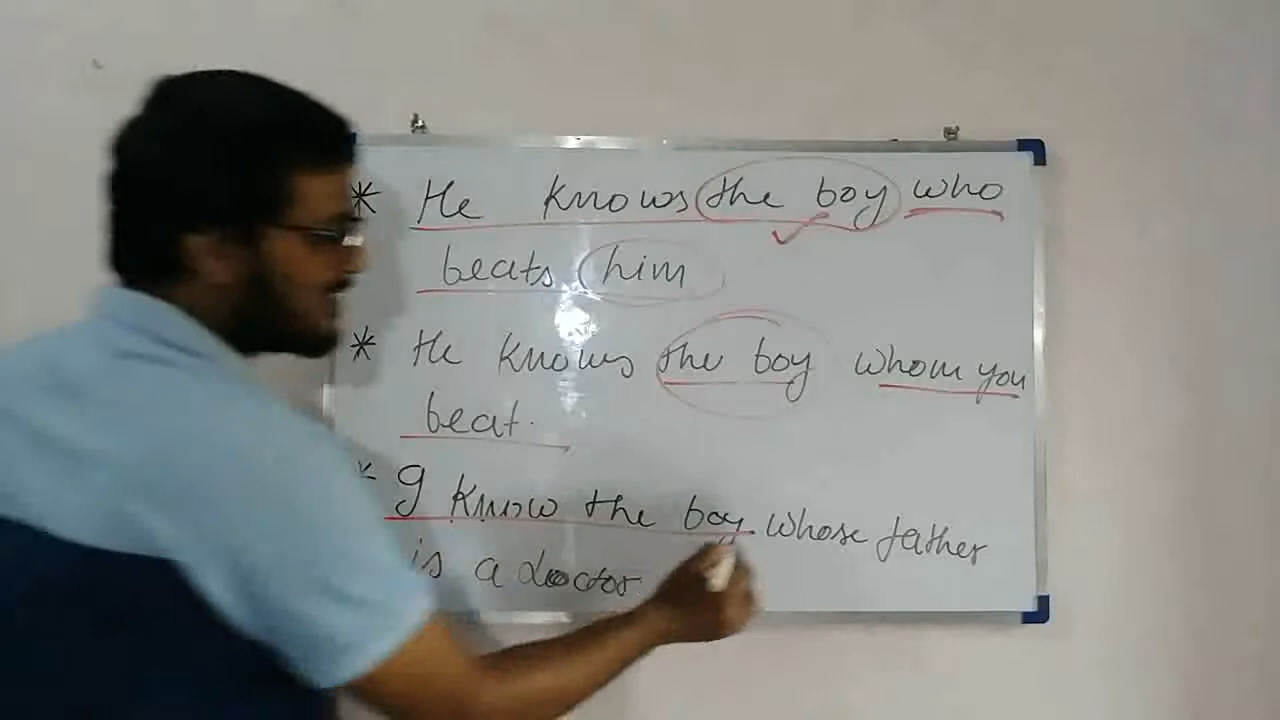 * He knows the boy who
beats him
* He knows the boy whom you
beat.
* I know the boy whose father
is a doctor